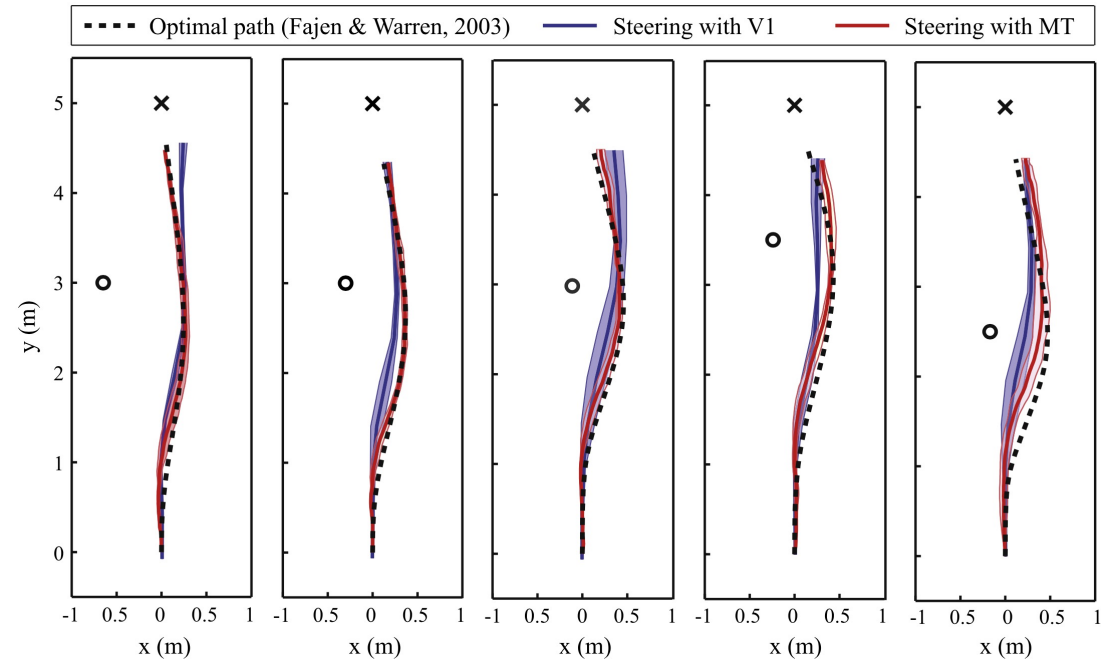 Optimal path (Fajen & Warren, 2003) Steering with V1 Steering with MT
5
4
3
2
1
0
y (m)
-1 -0.5 0 0.5 1 -1 0.5 0 0.5 1 -1 0.5 0 0.5 1 -1 0.5 0 0.5 1 -1 0.5 0 0.5 1
x (m) x (m) x (m) x (m) x (m)